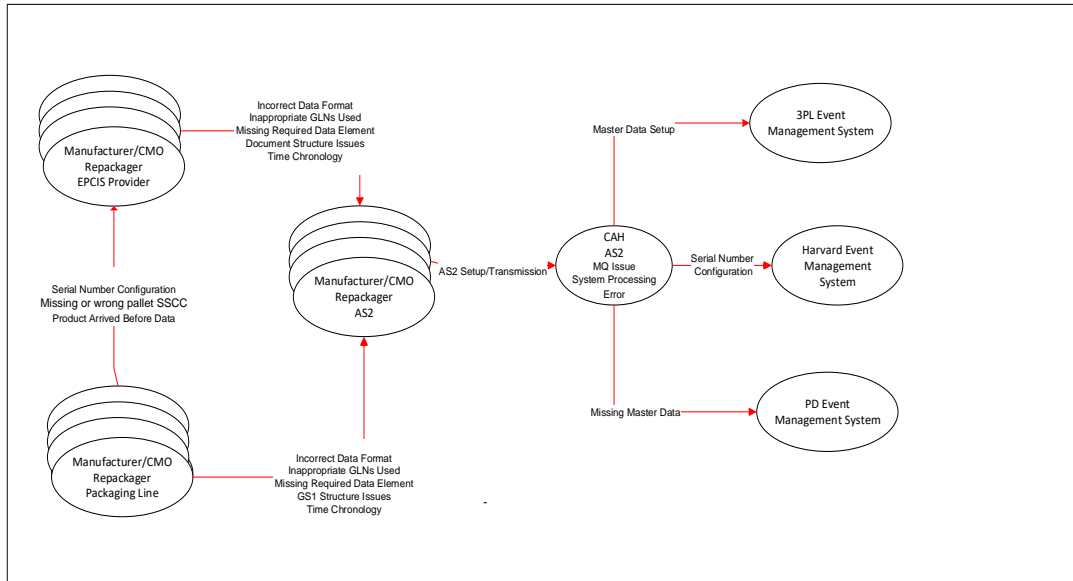 Manufacturer/CMO
Repackager
EPCIS Provider
Incorrect Data Format
Inappropriate GLNs Used
Missing Required Data Element
Document Structure Issues
Time Chronology
Master Data Setup
3PL Event
Management System
Serial Number Configuration
Missing or wrong pallet SSCC
Product Arrived Before Data
Manufacturer/CMO
Repackager
AS2
AS2 Setup/Transmission
CAH
AS2
MQ Issue
System Processing
Error
Serial Number
Configuration
Harvard Event
Management
System
Missing Master Data
PD Event
Management System
Manufacturer/CMO
Repackager
Packaging Line
Incorrect Data Format
Inappropriate GLNs Used
Missing Required Data Element
GS1 Structure Issues
Time Chronology
-